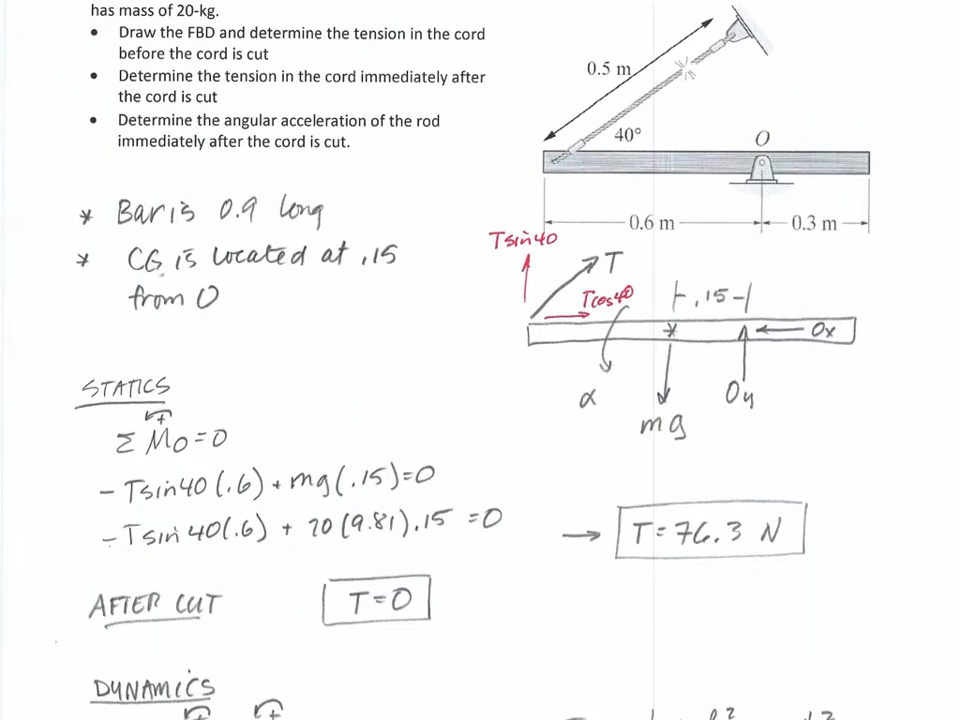 has mass of 20-kg.
• Draw the FBD and determine the tension in the cord
before the cord is cut
• Determine the tension in the cord immediately after
the cord is cut
• Determine the angular acceleration of the rod
immediately after the cord is cut.
0.5 m
40°
O
0.6 m
0.3 m
* Bar is 0.9 long
* CG is located at .15
from O
Tsin40
T
Tcos40
.15
Ox
α
mg
Oy
STATICS
+
Σ Mo=0
- Tsin40(.6) + mg(.15)=0
- Tsin40(.6) + 20(9.81).15 =0
→ T=76.3 N
AFTER CUT
T=0
DYNAMICS